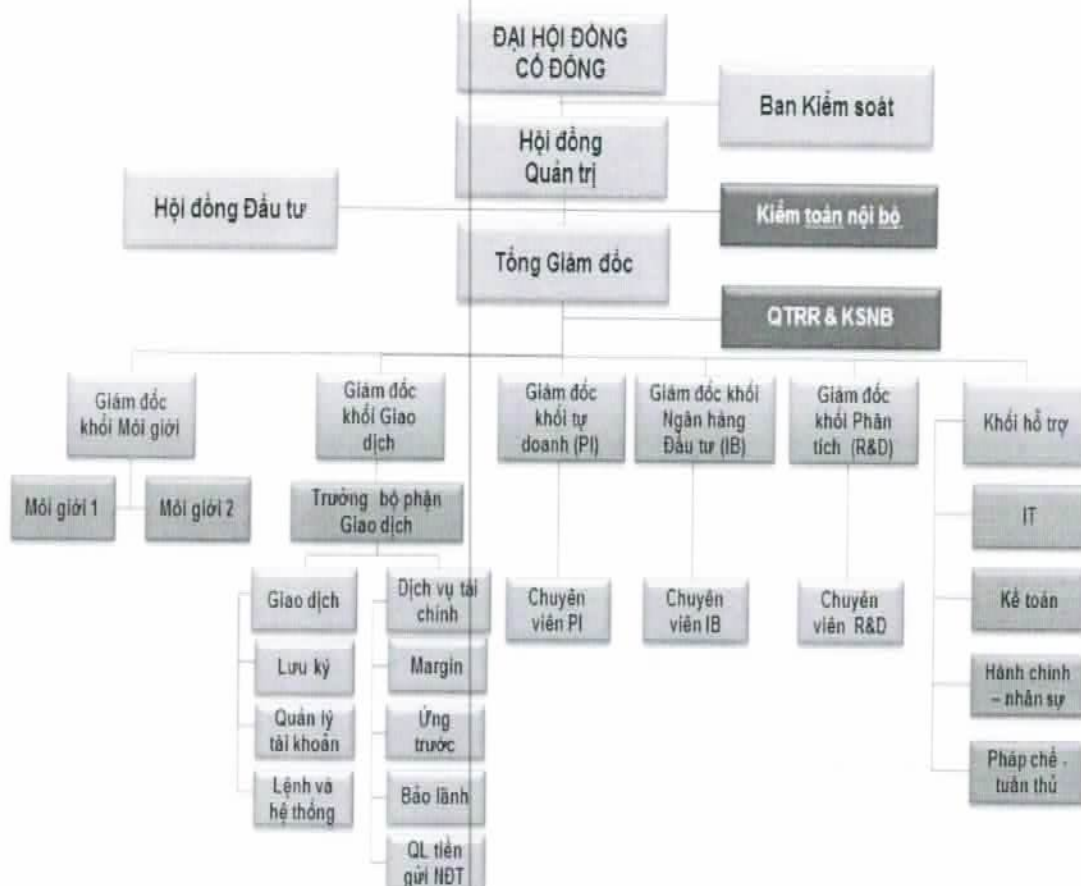 ĐẠI HỘI ĐỒNG
CỔ ĐÔNG
Ban Kiểm soát
Hội đồng
Quản trị
Hội đồng Đầu tư
Kiểm toán nội bộ
Tổng Giám đốc
QTRR & KSNB
Giám đốc
khối Môi giới
Giám đốc
khối Giao
dịch
Giám đốc
khối tự
doanh (PI)
Giám đốc khối
Ngân hàng
Đầu tư (IB)
Giám đốc
khối Phân
tích (R&D)
Khối hỗ trợ
Môi giới 1
Môi giới 2
Trưởng bộ phận
Giao dịch
IT
Giao dịch
Dịch vụ tài
chính
Chuyên
viên PI
Chuyên
viên IB
Chuyên
viên R&D
Kế toán
Lưu ký
Margin
Hành chính
– nhân sự
Quản lý
tài khoản
Ứng
trước
Pháp chế -
tuân thủ
Lệnh và
hệ thống
Bảo lãnh
QL tiền
gửi NĐT